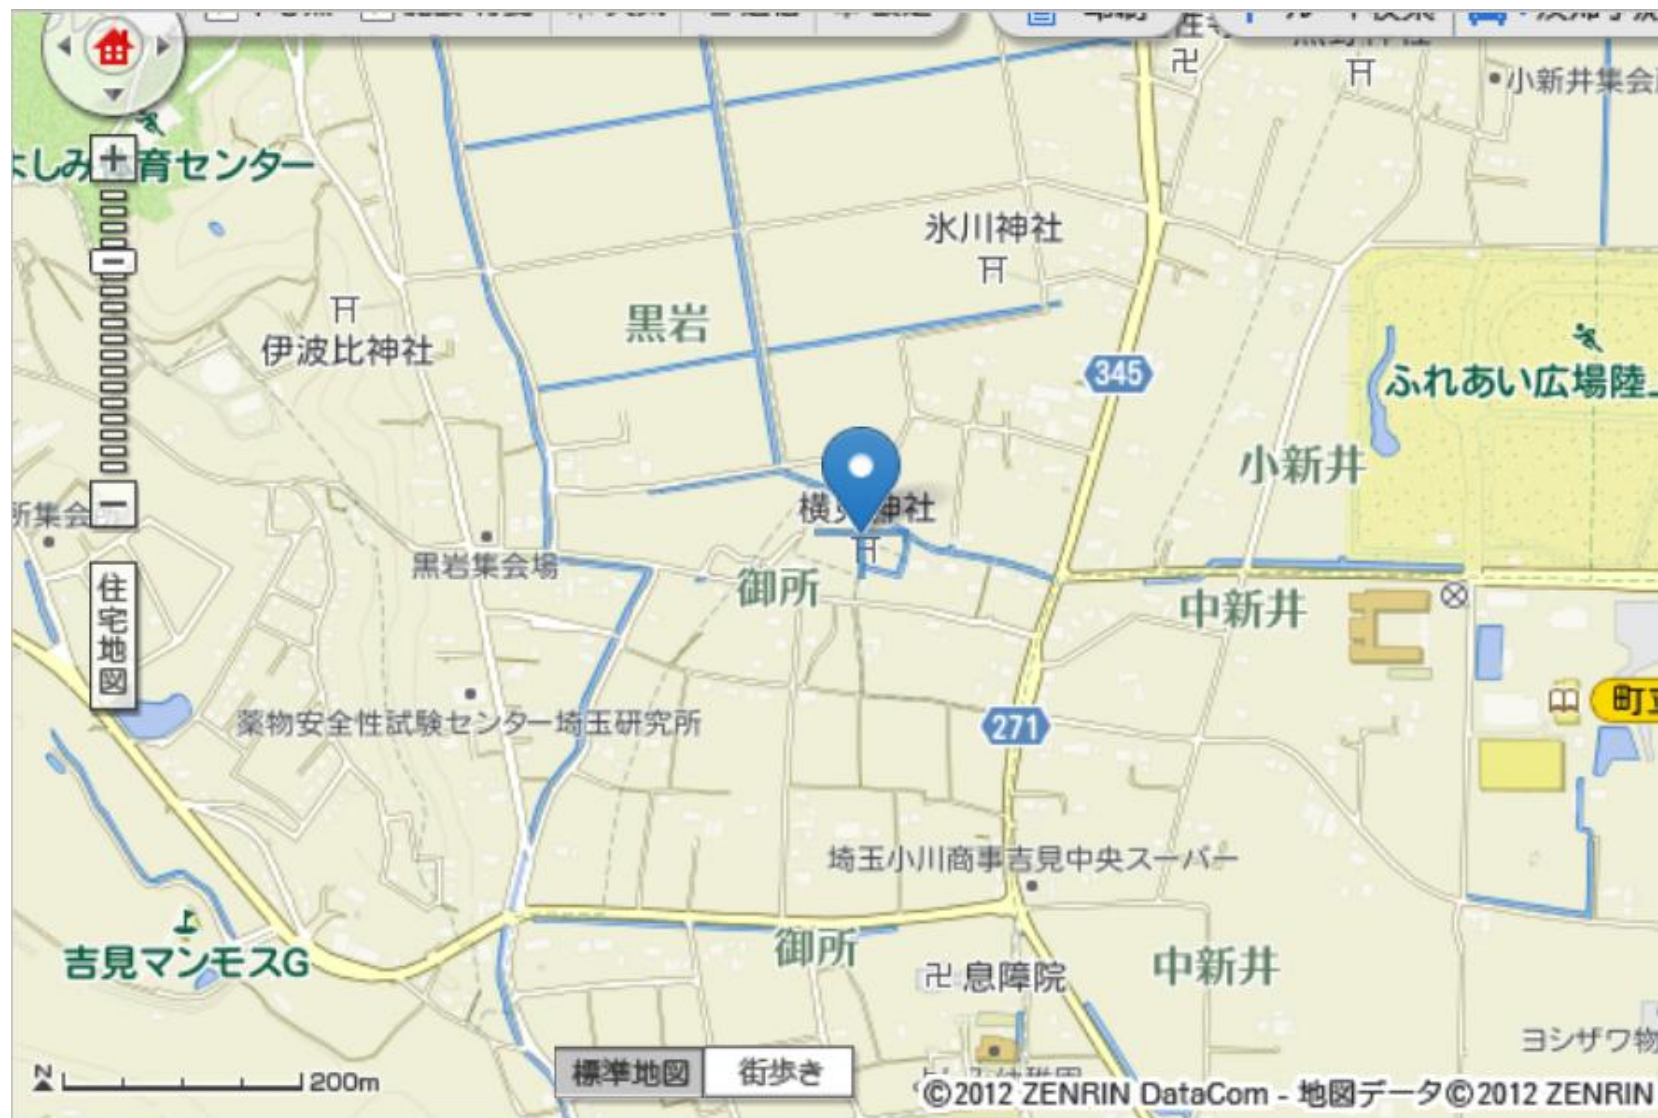 小新井集会
育センター
氷川神社
黒岩
伊波比神社
345
ふれあい広場陸
小新井
神社
黒岩集会場
御所
中新井
住宅地図
薬物安全性試験センター埼玉研究所
271
埼玉小川商事吉見中央スーパー
吉見マンモスG
御所
卍 息障院
中新井
ヨシザワ物
N 200m
標準地図 街歩き
©2012 ZENRIN DataCom - 地図データ©2012 ZENRIN